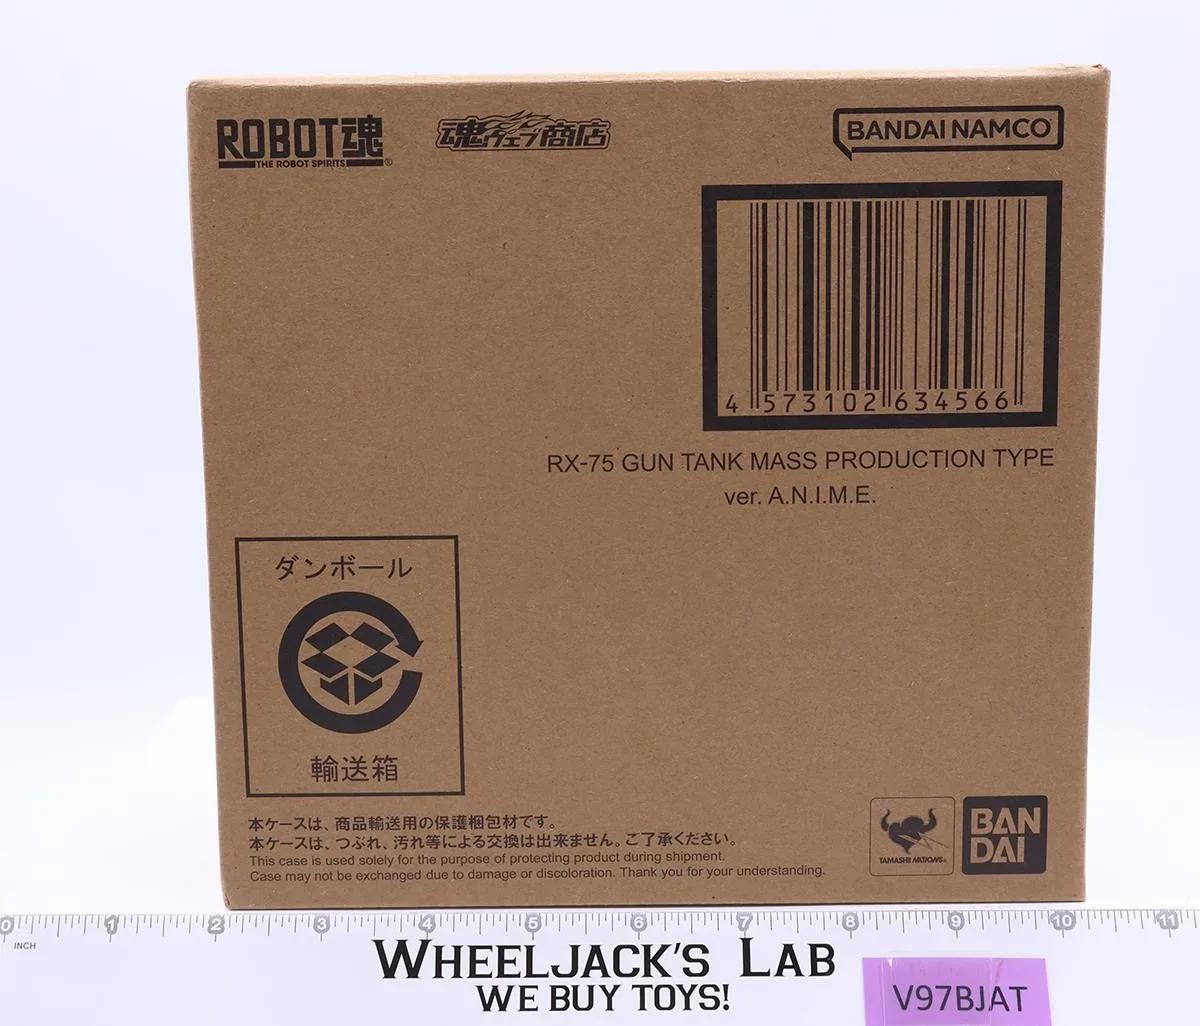 ROBOT魂
THE ROBOT SPIRITS ®
魂ウェブ商店
BANDAI NAMCO
4 573102 634566
RX-75 GUN TANK MASS PRODUCTION TYPE
ver. A.N.I.M.E.
ダンボール
輸送箱
本ケースは、商品輸送用の保護梱包材です。
本ケースは、つぶれ、汚れ等による交換は出来ません。ご了承ください。
This case is used solely for the purpose of protecting product during shipment.
Case may not be exchanged due to damage or discoloration. Thank you for your understanding.
TAMASHII NATIONS
BAN
DAI
0 1 2 3 4 5 6 7 8 9 10 11
INCH
WHEELJACK'S LAB
WE BUY TOYS!
V97BJAT